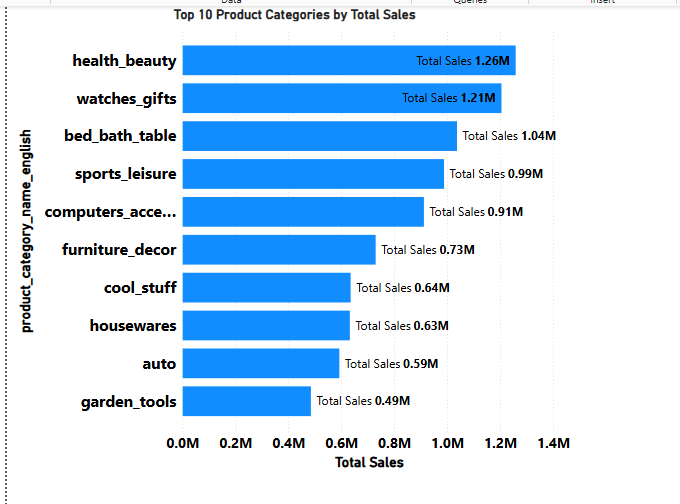 Data Queries Insert
Top 10 Product Categories by Total Sales
product_category_name_english
health_beauty Total Sales 1.26M
watches_gifts Total Sales 1.21M
bed_bath_table Total Sales 1.04M
sports_leisure Total Sales 0.99M
computers_acce... Total Sales 0.91M
furniture_decor Total Sales 0.73M
cool_stuff Total Sales 0.64M
housewares Total Sales 0.63M
auto Total Sales 0.59M
garden_tools Total Sales 0.49M
0.0M 0.2M 0.4M 0.6M 0.8M 1.0M 1.2M 1.4M
Total Sales